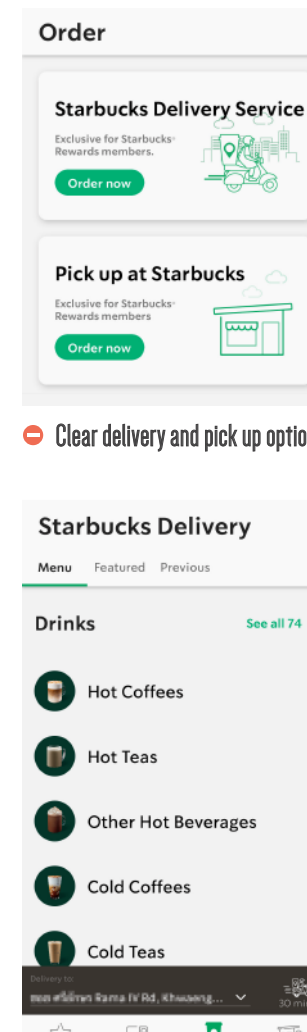 Order
Starbucks Delivery Service
Exclusive for Starbucks®
Rewards members.
Order now
Pick up at Starbucks
Exclusive for Starbucks®
Rewards members
Order now
Clear delivery and pick up optio
Starbucks Delivery
Menu Featured Previous
Drinks See all 74
Hot Coffees
Hot Teas
Other Hot Beverages
Cold Coffees
Cold Teas
Delivery to:
Rama IV Rd,
30 mi